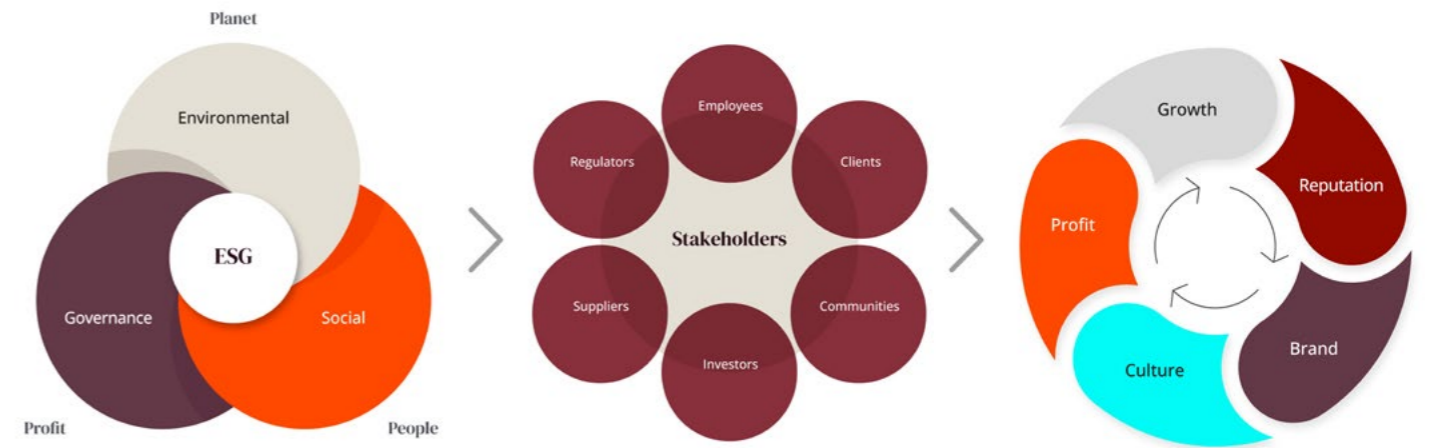 Planet
Environmental
ESG
Governance
Social
Profit
People
Employees
Regulators
Clients
Stakeholders
Suppliers
Communities
Investors
Growth
Reputation
Profit
Brand
Culture